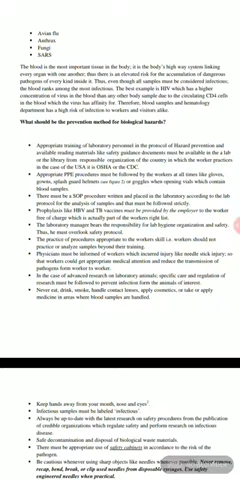 • Avian flu
• Anthrax
• Fungi
• SARS
The blood is the most important tissue in the body; it is the body's high way system linking
every organ with one another; thus there is an elevated risk for the accumulation of dangerous
pathogens of every kind inside it. Thus, even though all samples must be considered infectious;
the blood ranks among the most infectious. The best example is HIV which has a higher
concentration of virus in the blood than any other body sample due to the circulating CD4 cells
in the blood which the virus has affinity for. Therefore, blood samples and hematology
department has a high risk of infection to workers and visitors alike.
What should be the prevention method for biological hazards?
• Appropriate training of laboratory personnel in the protocol of Hazard prevention and
available reading materials like safety guidance documents must be available in the a lab
or the library from responsible organization of the country in which the worker practices
in the case of the USA it is OSHA or the CDC.
• Appropriate PPE procedures must be followed by the workers at all times like gloves,
gowns, splash guard helmets (see figure 2) or goggles when opening vials which contain
blood samples.
• There must be a SOP procedure written and placed in the laboratory according to the lab
protocol for the analysis of samples and that must be followed strictly.
• Prophylaxis like HBV and TB vaccines must be provided by the employer to the worker
free of charge which is actually part of the workers right list.
• The laboratory manager bears the responsibility for lab hygiene organization and safety.
Thus, he must overlook safety protocol.
• The practice of procedures appropriate to the workers skill i.e. workers should not
practice or analyze samples beyond their training.
• Physicians must be informed of workers which incurred injury like needle stick injury; so
that workers could get appropriate medical attention and reduce the transmission of
pathogens form worker to worker.
• In the case of advanced research on laboratory animals; specific care and regulation of
research must be followed to prevent infection form the animals of interest.
• Never eat, drink, smoke, handle contact lenses, apply cosmetics, or take or apply
medicine in areas where blood samples are handled.
• Keep hands away from your mouth, nose and eyes
• Infectious samples must be labeled 'infectious'
• Always be up-to-date with the latest research on safety procedures from the publication
of credible organizations which regulate safety and perform research on infectious
disease.
• Safe decontamination and disposal of biological waste materials.
• There must be appropriate use of safety cabinets in accordance to the risk of the
pathogen.
• Be cautiousness when using sharp objects like needles whenever possible. Never remove,
recap, bend, break, or clip used needles from disposable syringes. Use safety
engineered needles when practical.